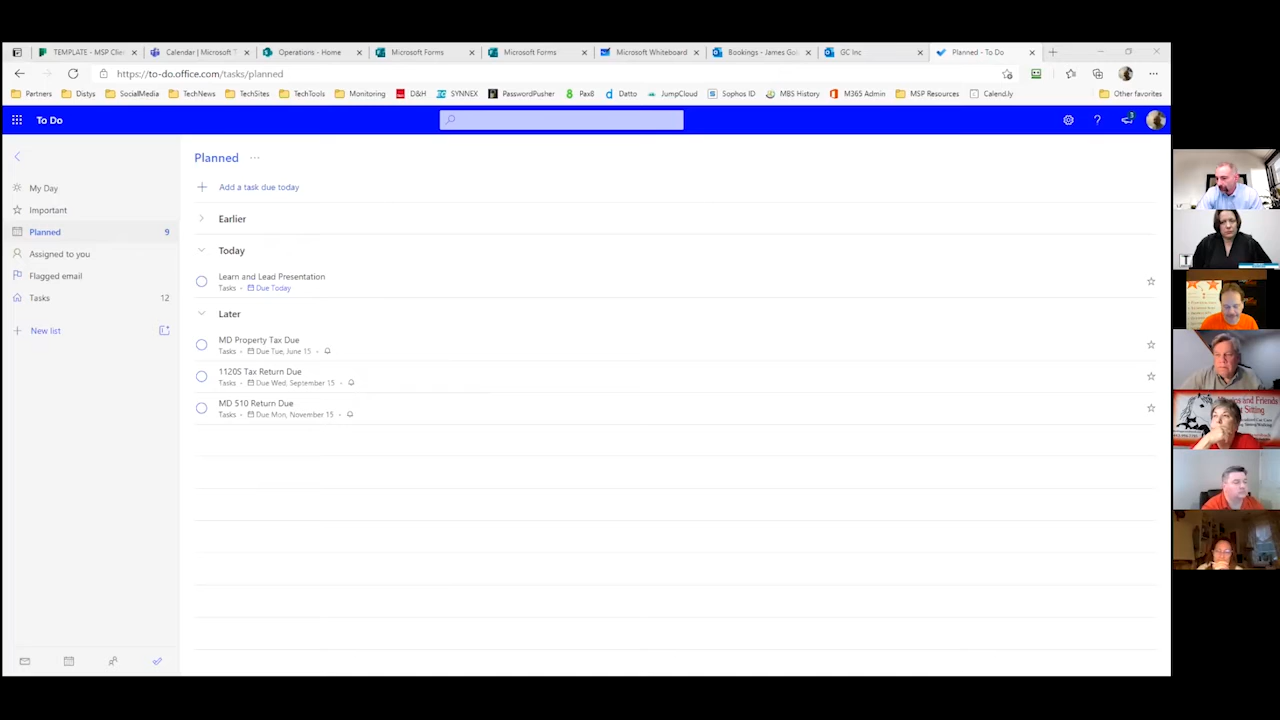 TEMPLATE - MSP Clie
Calendar | Microsoft T
Operations - Home
Microsoft Forms
Microsoft Forms
Microsoft Whiteboard
Bookings - James Go
GC Inc
Planned - To Do
https://to-do.office.com/tasks/planned
Partners
Distys
SocialMedia
TechNews
TechSites
TechTools
Monitoring
D&H
SYNNEX
PasswordPusher
Pax8
Datto
JumpCloud
Sophos ID
MBS History
M365 Admin
MSP Resources
Calend.ly
Other favorites
To Do
My Day
Important
Planned 9
Assigned to you
Flagged email
Tasks 12
New list
Planned
Add a task due today
Earlier
Today
Learn and Lead Presentation
Tasks • Due Today
Later
MD Property Tax Due
Tasks • Due Tue, June 15 •
1120S Tax Return Due
Tasks • Due Wed, September 15 •
MD 510 Return Due
Tasks • Due Mon, November 15 •
and Friends
Sitting